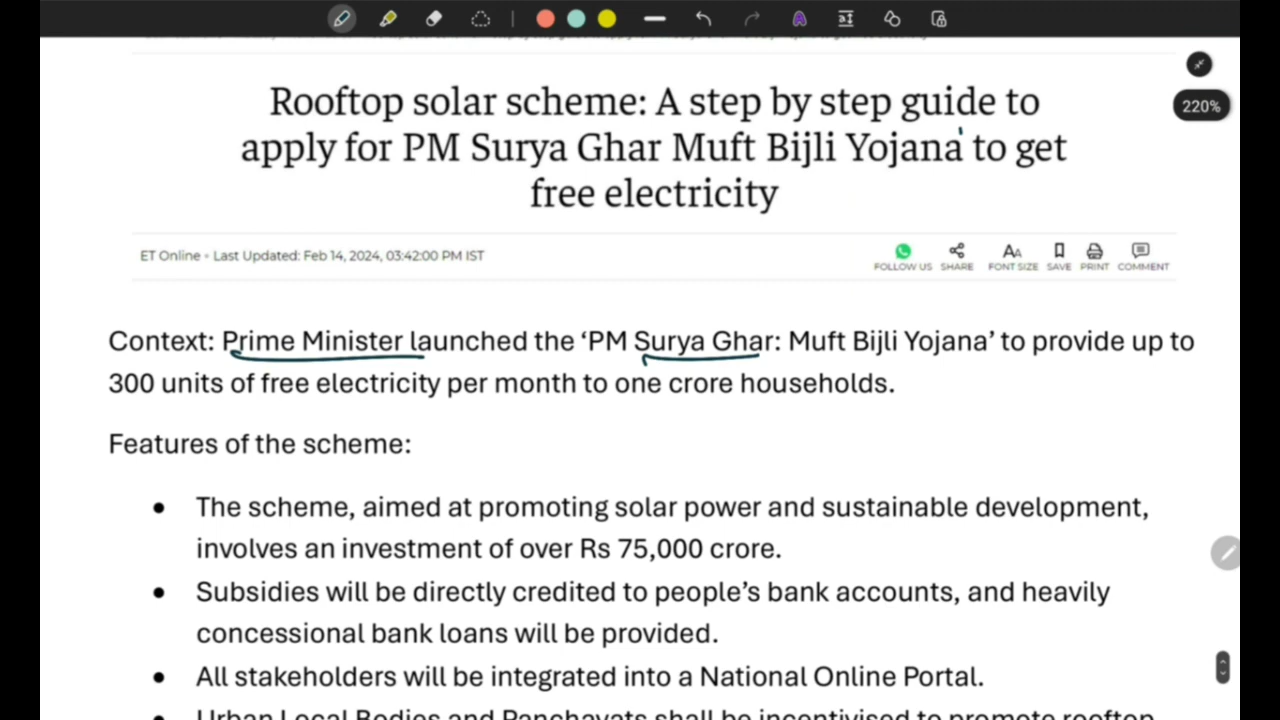 220%
Rooftop solar scheme: A step by step guide to
apply for PM Surya Ghar Muft Bijli Yojana to get
free electricity
ET Online • Last Updated: Feb 14, 2024, 03:42:00 PM IST
FOLLOW US SHARE FONT SIZE SAVE PRINT COMMENT
Context: Prime Minister launched the ‘PM Surya Ghar: Muft Bijli Yojana’ to provide up to
300 units of free electricity per month to one crore households.
Features of the scheme:
• The scheme, aimed at promoting solar power and sustainable development,
involves an investment of over Rs 75,000 crore.
• Subsidies will be directly credited to people’s bank accounts, and heavily
concessional bank loans will be provided.
• All stakeholders will be integrated into a National Online Portal.
• Urban Local Bodies and Panchayats shall be incentivised to promote rooftop